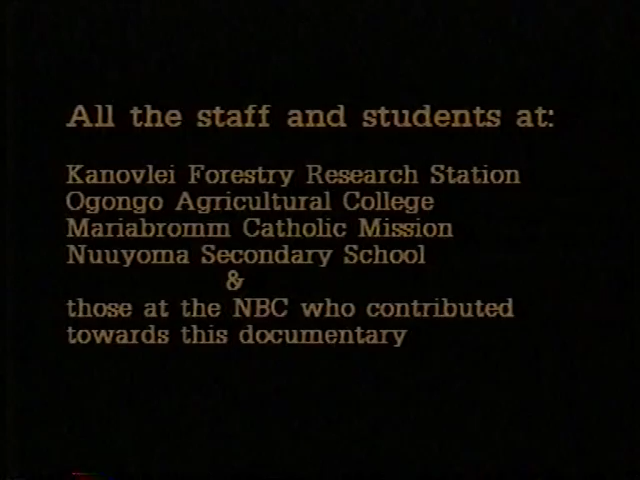 All the staff and students at:
Kanovlei Forestry Research Station
Ogongo Agricultural College
Mariabromm Catholic Mission
Nuuyoma Secondary School
&
those at the NBC who contributed
towards this documentary